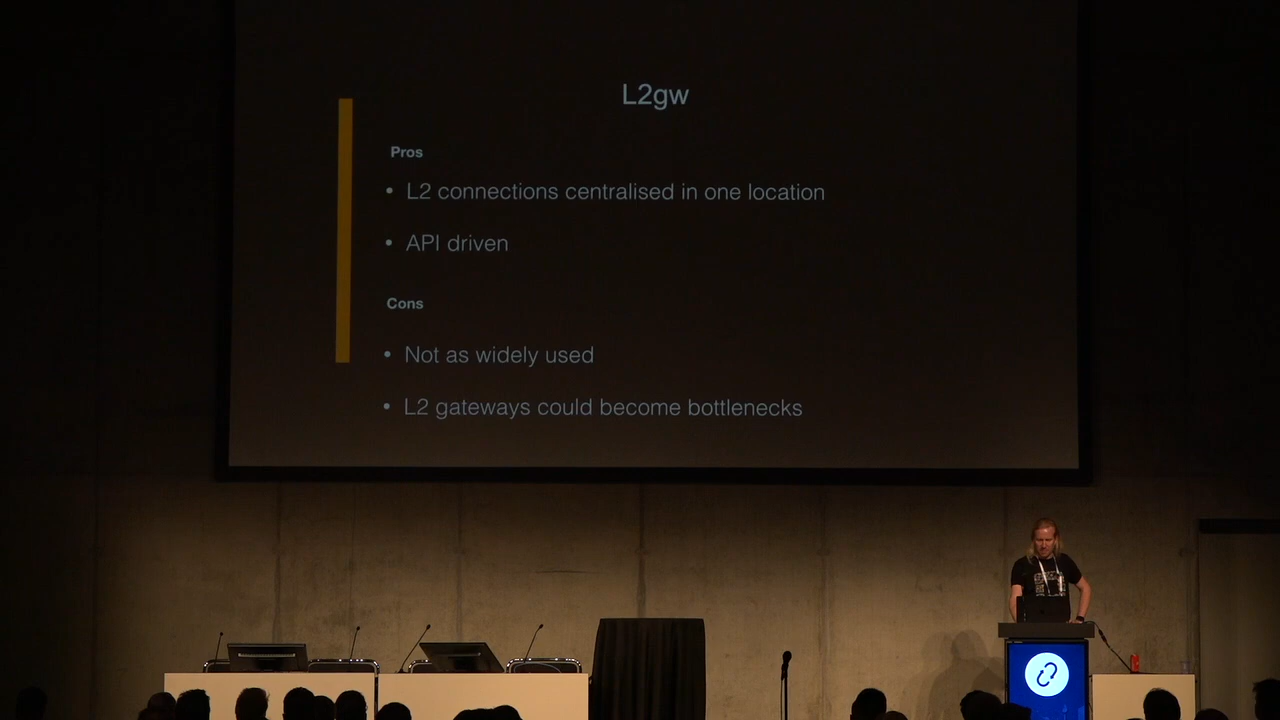 L2gw
Pros
• L2 connections centralised in one location
• API driven
Cons
• Not as widely used
• L2 gateways could become bottlenecks